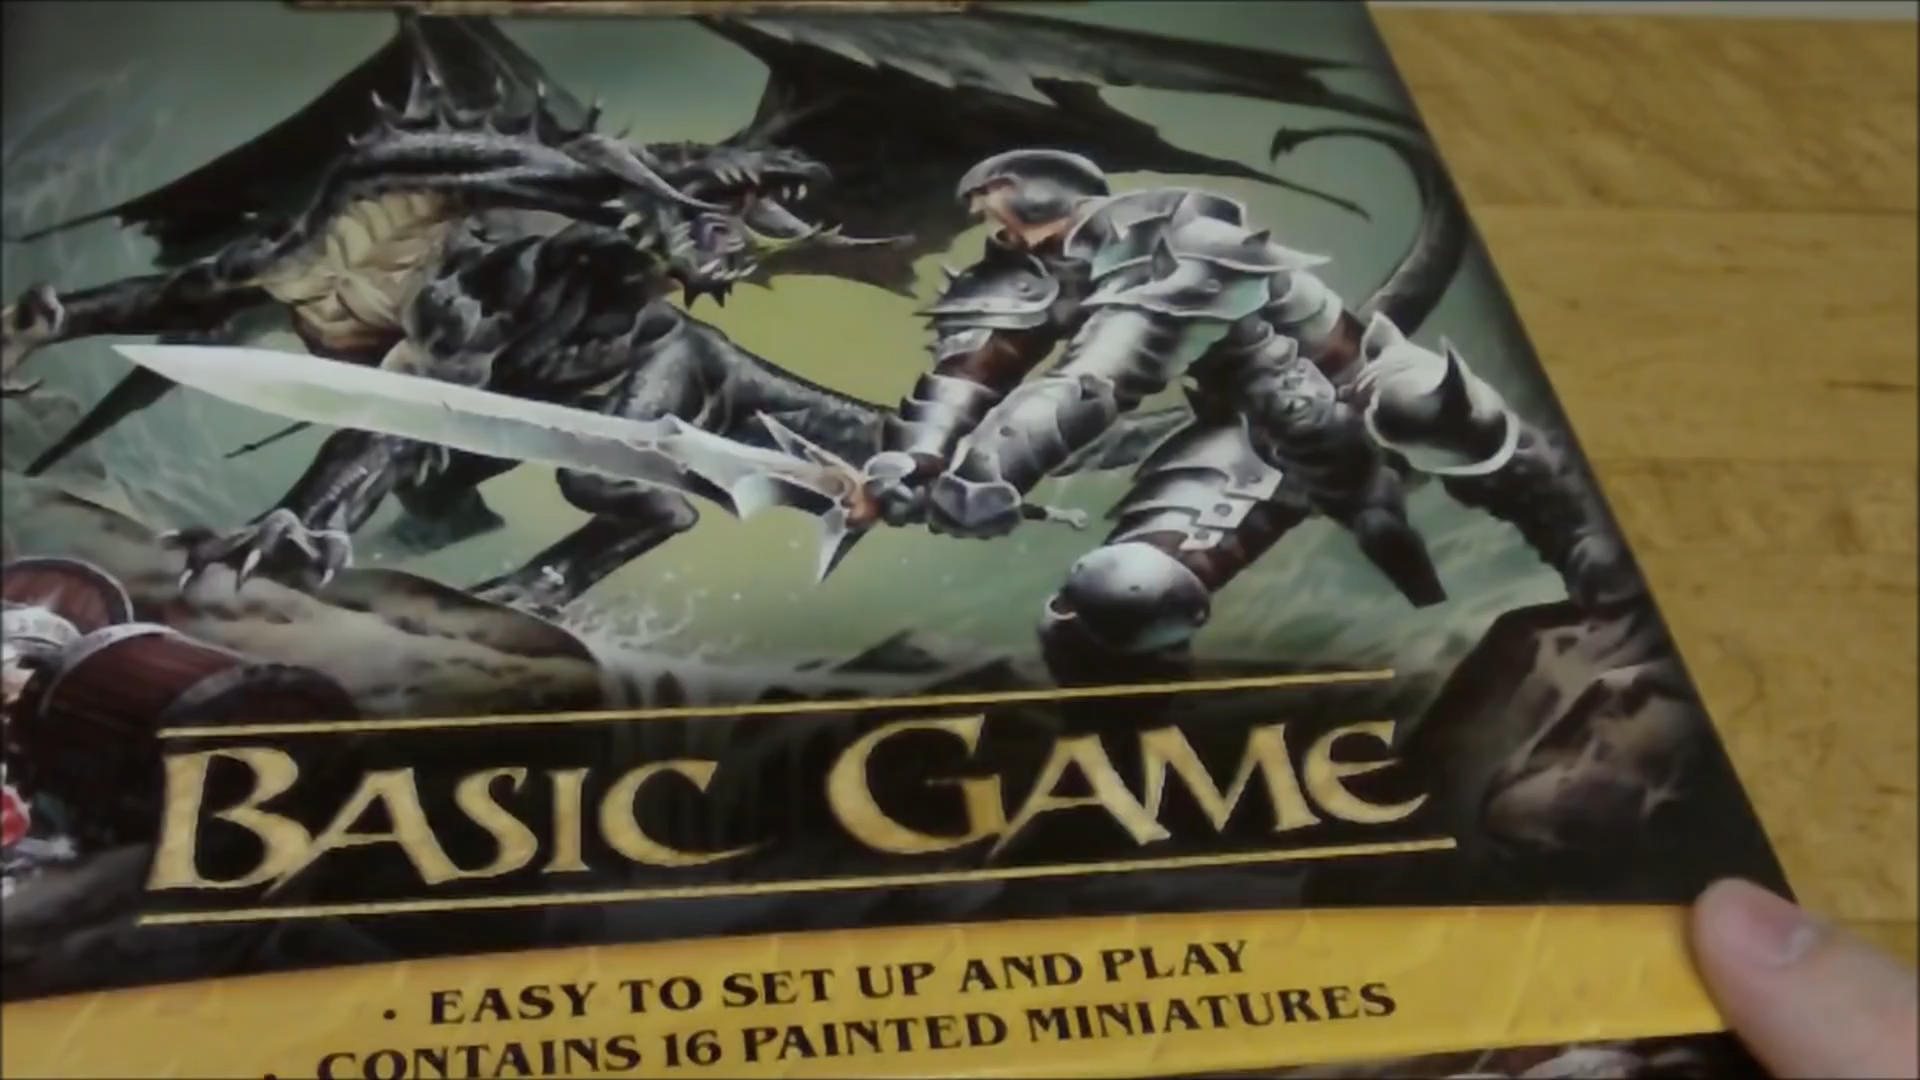 BASIC GAME
· EASY TO SET UP AND PLAY
· CONTAINS 16 PAINTED MINIATURES